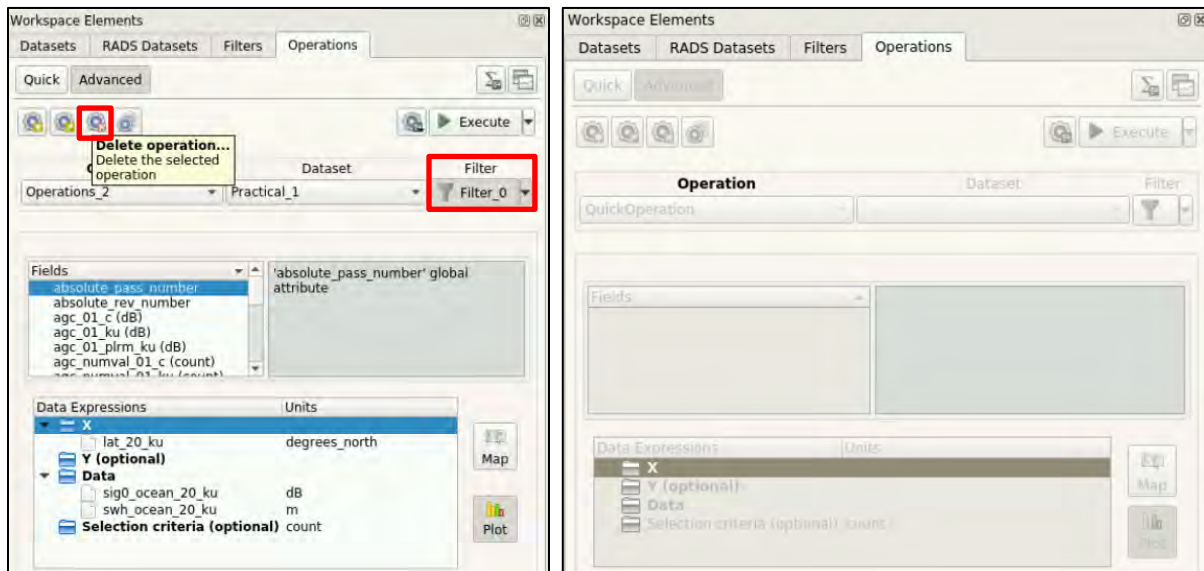 Workspace Elements
Datasets RADS Datasets Filters Operations
Quick Advanced
Execute
Delete operation...
Delete the selected
operation
Dataset Filter
Operations_2 Practical_1 Filter_0
Fields
absolute_pass_number
absolute_rev_number
agc_01_c (dB)
agc_01_ku (dB)
agc_01_plrm_ku (dB)
agc_numval_01_c (count)
agc_numval_01_ku (count)
'absolute_pass_number' global
attribute
Data Expressions Units
X
lat_20_ku degrees_north
Y (optional)
Data
sig0_ocean_20_ku dB
swh_ocean_20_ku m
Selection criteria (optional) count
Map
Plot
Workspace Elements
Datasets RADS Datasets Filters Operations
Quick Advanced
Execute
Operation Dataset Filter
QuickOperation
Fields
Data Expressions Units
X
Y (optional)
Data
Selection criteria (optional) count
Map
Plot